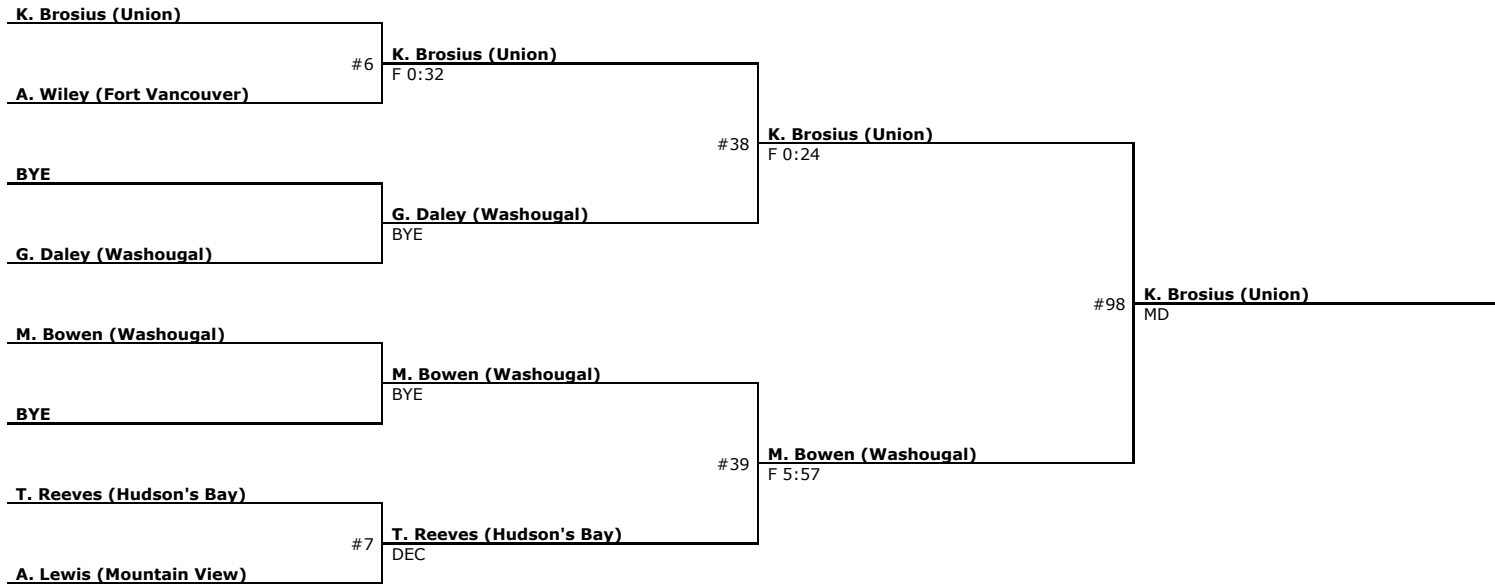 K. Brosius (Union)
#6
A. Wiley (Fort Vancouver)
K. Brosius (Union)
F 0:32
BYE
G. Daley (Washougal)
G. Daley (Washougal)
BYE
#38
K. Brosius (Union)
F 0:24
M. Bowen (Washougal)
BYE
M. Bowen (Washougal)
BYE
T. Reeves (Hudson's Bay)
#7
A. Lewis (Mountain View)
T. Reeves (Hudson's Bay)
DEC
#39
M. Bowen (Washougal)
F 5:57
#98
K. Brosius (Union)
MD